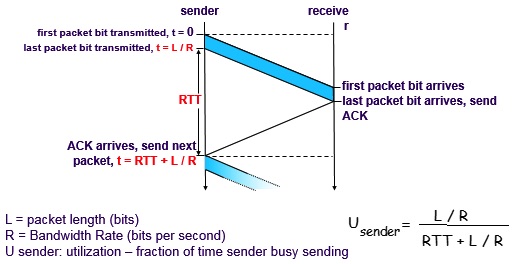 sender
receive
r
first packet bit transmitted, t = 0
last packet bit transmitted, t = L / R
first packet bit arrives
last packet bit arrives, send
ACK
RTT
ACK arrives, send next
packet, t = RTT + L / R
L = packet length (bits)
R = Bandwidth Rate (bits per second)
U sender: utilization – fraction of time sender busy sending
U sender = L / R
RTT + L / R